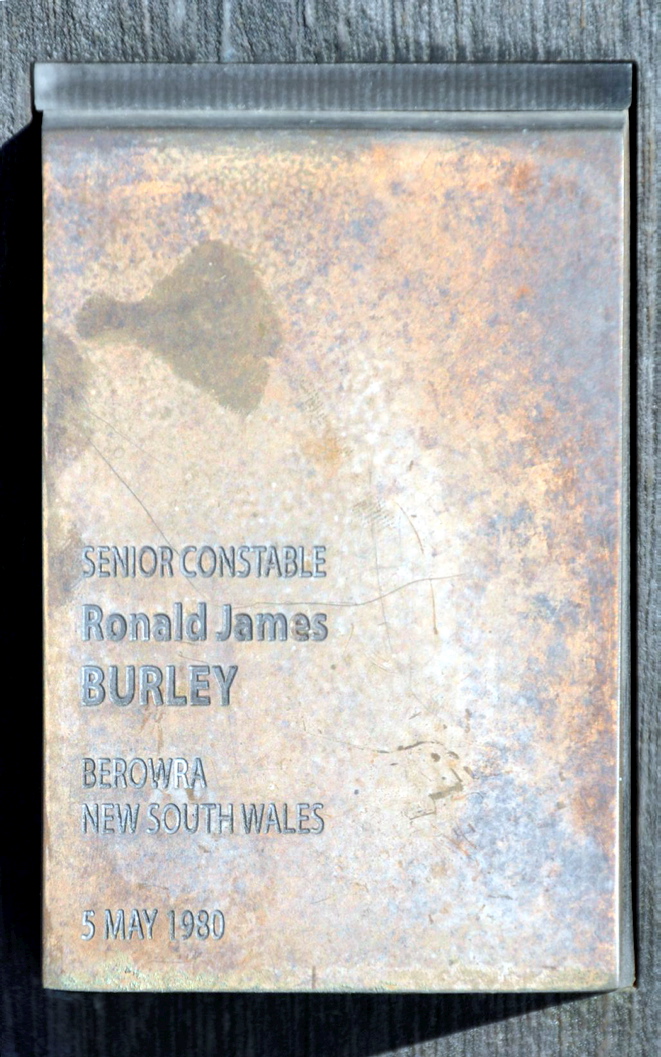 SENIOR CONSTABLE
Ronald James
BURLEY
BEROWRA
NEW SOUTH WALES
5 MAY 1980